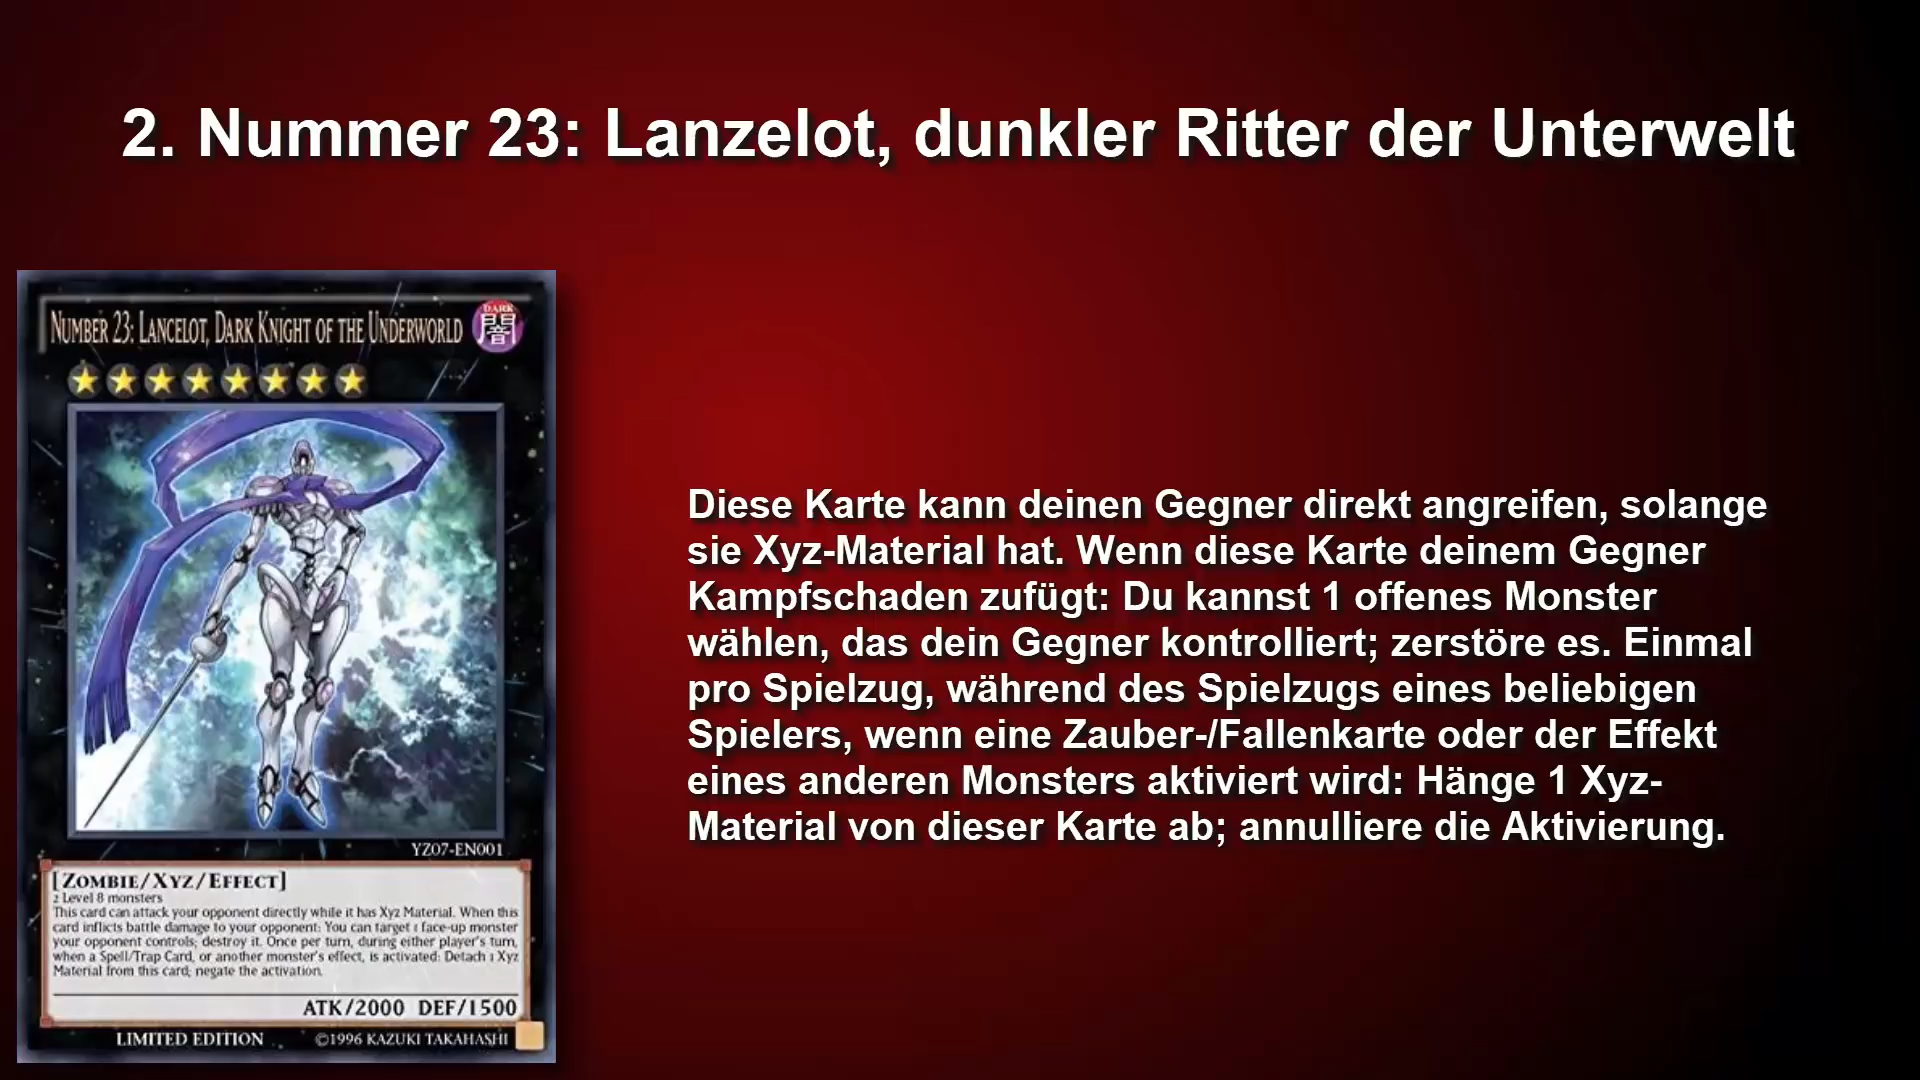 2. Nummer 23: Lanzelot, dunkler Ritter der Unterwelt
NUMBER 23: LANCELOT, DARK KNIGHT OF THE UNDERWORLD
DARK
闇
YZ07-EN001
[ZOMBIE/XYZ/EFFECT]
2 Level 8 monsters
This card can attack your opponent directly while it has Xyz Material. When this
card inflicts battle damage to your opponent: You can target 1 face-up monster
your opponent controls; destroy it. Once per turn, during either player's turn,
when a Spell/Trap Card, or another monster's effect, is activated: Detach 1 Xyz
Material from this card; negate the activation.
ATK/2000 DEF/1500
LIMITED EDITION
©1996 KAZUKI TAKAHASHI
Diese Karte kann deinen Gegner direkt angreifen, solange
sie Xyz-Material hat. Wenn diese Karte deinem Gegner
Kampfschaden zufügt: Du kannst 1 offenes Monster
wählen, das dein Gegner kontrolliert; zerstöre es. Einmal
pro Spielzug, während des Spielzugs eines beliebigen
Spielers, wenn eine Zauber-/Fallenkarte oder der Effekt
eines anderen Monsters aktiviert wird: Hänge 1 Xyz-
Material von dieser Karte ab; annulliere die Aktivierung.